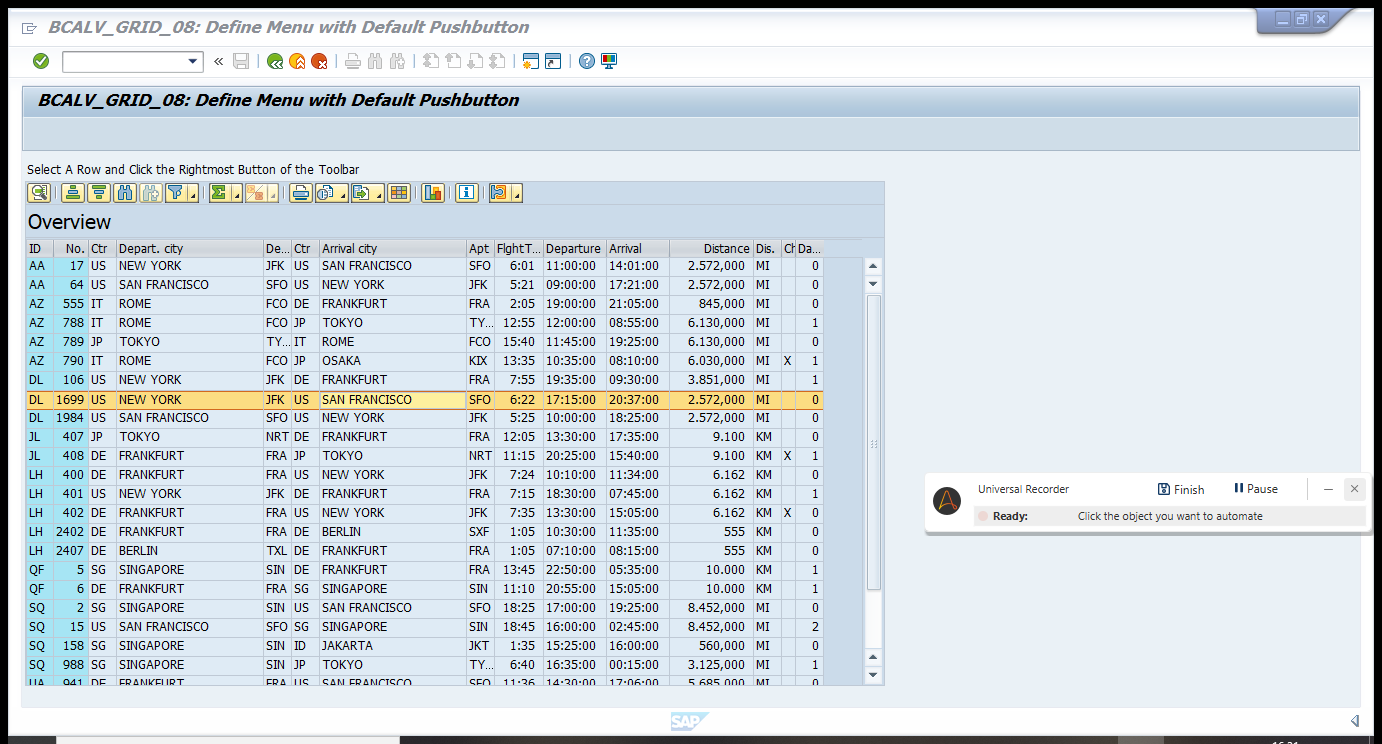 BCALV_GRID_08: Define Menu with Default Pushbutton
BCALV_GRID_08: Define Menu with Default Pushbutton
Select A Row and Click the Rightmost Button of the Toolbar
Overview
ID No. Ctr Depart. city De... Ctr Arrival city Apt FlghtT... Departure Arrival Distance Dis. Ch Da...
AA 17 US NEW YORK JFK US SAN FRANCISCO SFO 6:01 11:00:00 14:01:00 2.572,000 MI 0
AA 64 US SAN FRANCISCO SFO US NEW YORK JFK 5:21 09:00:00 17:21:00 2.572,000 MI 0
AZ 555 IT ROME FCO DE FRANKFURT FRA 2:05 19:00:00 21:05:00 845,000 MI 0
AZ 788 IT ROME FCO JP TOKYO TY... 12:55 12:00:00 08:55:00 6.130,000 MI 1
AZ 789 JP TOKYO TY... IT ROME FCO 15:40 11:45:00 19:25:00 6.130,000 MI 0
AZ 790 IT ROME FCO JP OSAKA KIX 13:35 10:35:00 08:10:00 6.030,000 MI X 1
DL 106 US NEW YORK JFK DE FRANKFURT FRA 7:55 19:35:00 09:30:00 3.851,000 MI 1
DL 1699 US NEW YORK JFK US SAN FRANCISCO SFO 6:22 17:15:00 20:37:00 2.572,000 MI 0
DL 1984 US SAN FRANCISCO SFO US NEW YORK JFK 5:25 10:00:00 18:25:00 2.572,000 MI 0
JL 407 JP TOKYO NRT DE FRANKFURT FRA 12:05 13:30:00 17:35:00 9.100 KM 0
JL 408 DE FRANKFURT FRA JP TOKYO NRT 11:15 20:25:00 15:40:00 9.100 KM X 1
LH 400 DE FRANKFURT FRA US NEW YORK JFK 7:24 10:10:00 11:34:00 6.162 KM 0
LH 401 US NEW YORK JFK DE FRANKFURT FRA 7:15 18:30:00 07:45:00 6.162 KM 1
LH 402 DE FRANKFURT FRA US NEW YORK JFK 7:35 13:30:00 15:05:00 6.162 KM X 0
LH 2402 DE FRANKFURT FRA DE BERLIN SXF 1:05 10:30:00 11:35:00 555 KM 0
LH 2407 DE BERLIN TXL DE FRANKFURT FRA 1:05 07:10:00 08:15:00 555 KM 0
QF 5 SG SINGAPORE SIN DE FRANKFURT FRA 13:45 22:50:00 05:35:00 10.000 KM 1
QF 6 DE FRANKFURT FRA SG SINGAPORE SIN 11:10 20:55:00 15:05:00 10.000 KM 1
SQ 2 SG SINGAPORE SIN US SAN FRANCISCO SFO 18:25 17:00:00 19:25:00 8.452,000 MI 0
SQ 15 US SAN FRANCISCO SFO SG SINGAPORE SIN 18:45 16:00:00 02:45:00 8.452,000 MI 2
SQ 158 SG SINGAPORE SIN ID JAKARTA JKT 1:35 15:25:00 16:00:00 560,000 MI 0
SQ 988 SG SINGAPORE SIN JP TOKYO TY... 6:40 16:35:00 00:15:00 3.125,000 MI 1
UA 941 DE FRANKFURT FRA US SAN FRANCISCO SFO 11:36 14:30:00 17:06:00 5.685,000 MI 0
Universal Recorder Finish Pause
Ready: Click the object you want to automate
SAP